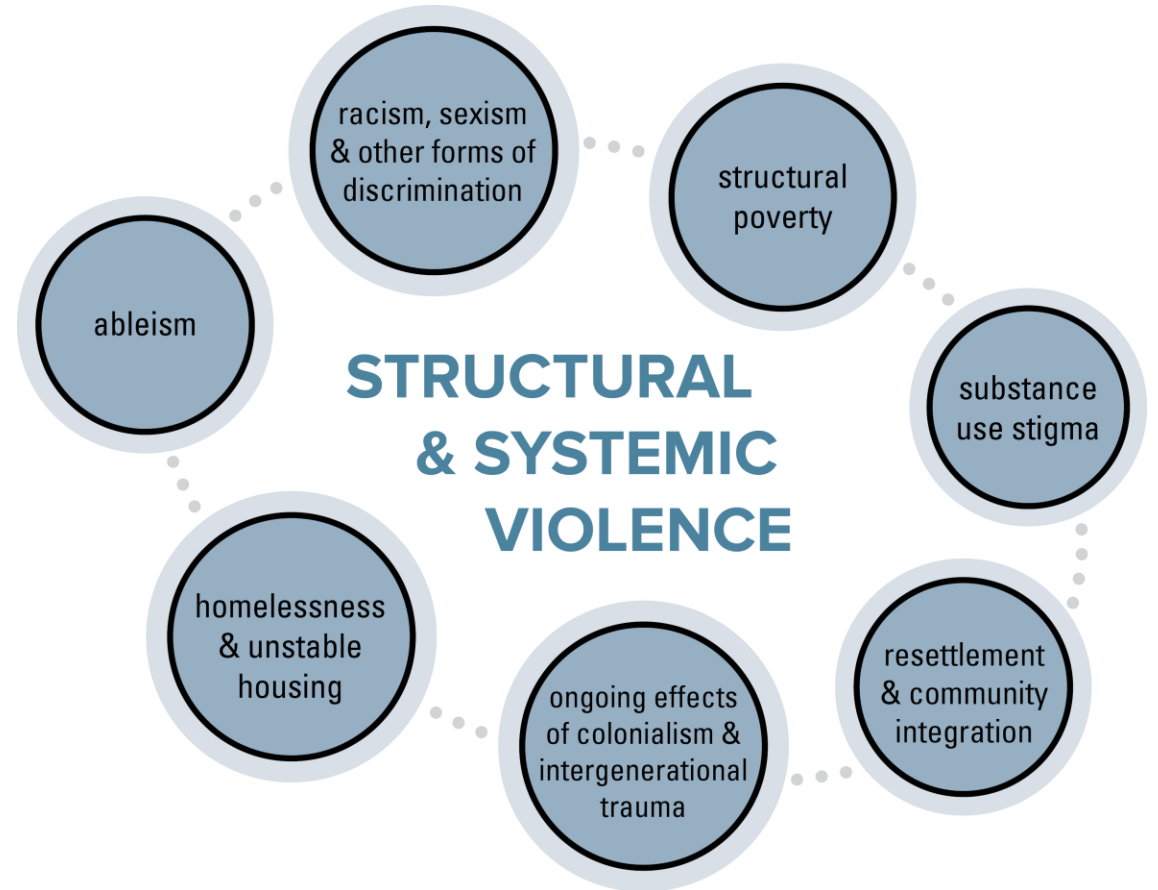 racism, sexism
& other forms of
discrimination
structural
poverty
substance
use stigma
resettlement
& community
integration
ongoing effects
of colonialism &
intergenerational
trauma
homelessness
& unstable
housing
ableism
STRUCTURAL
& SYSTEMIC
VIOLENCE